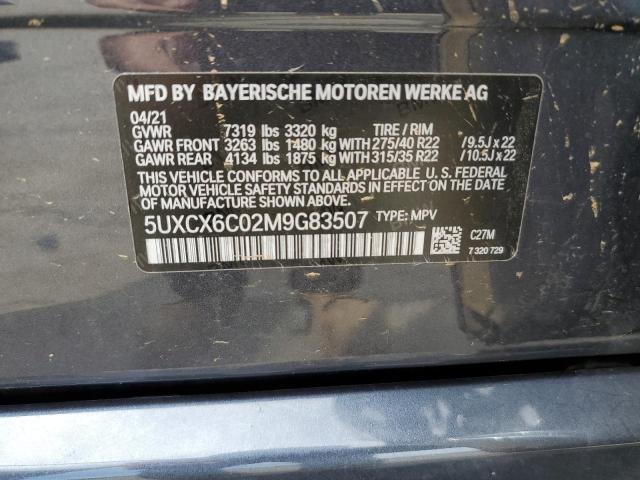 MFD BY BAYERISCHE MOTOREN WERKE AG
04/21
GVWR 7319 lbs 3320 kg TIRE / RIM
GAWR FRONT 3263 lbs 1480 kg WITH 275/40 R22 /9.5J x 22
GAWR REAR 4134 lbs 1875 kg WITH 315/35 R22 /10.5J x 22
THIS VEHICLE CONFORMS TO ALL APPLICABLE U. S. FEDERAL
MOTOR VEHICLE SAFETY STANDARDS IN EFFECT ON THE DATE OF
MANUFACTURE SHOWN ABOVE.
5UXCX6C02M9G83507 TYPE: MPV
C27M
7 320 729